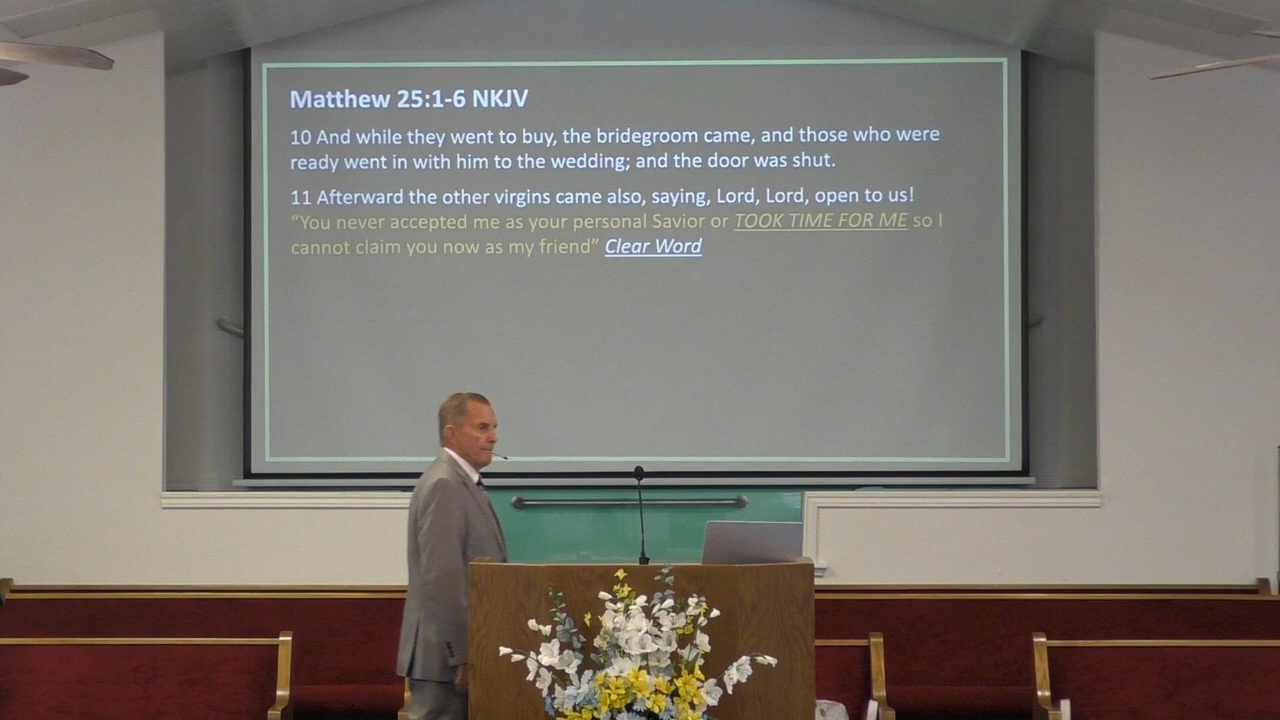 Matthew 25:1-6 NKJV
10 And while they went to buy, the bridegroom came, and those who were
ready went in with him to the wedding; and the door was shut.
11 Afterward the other virgins came also, saying, Lord, Lord, open to us!
“You never accepted me as your personal Savior or TOOK TIME FOR ME so I
cannot claim you now as my friend” Clear Word